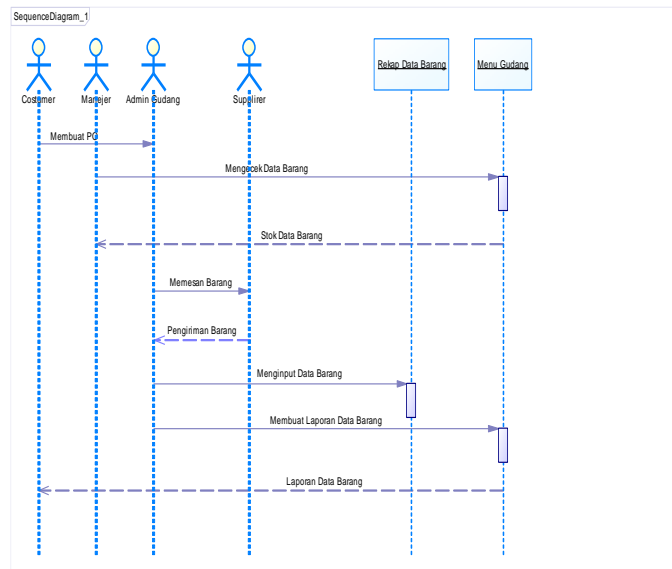 SequenceDiagram_1
Costomer
Manejer
Admin Gudang
Supplirer
Rekap Data Barang
Menu Gudang
Membuat PO
Mengecek Data Barang
Stok Data Barang
Memesan Barang
Pengiriman Barang
Menginput Data Barang
Membuat Laporan Data Barang
Laporan Data Barang